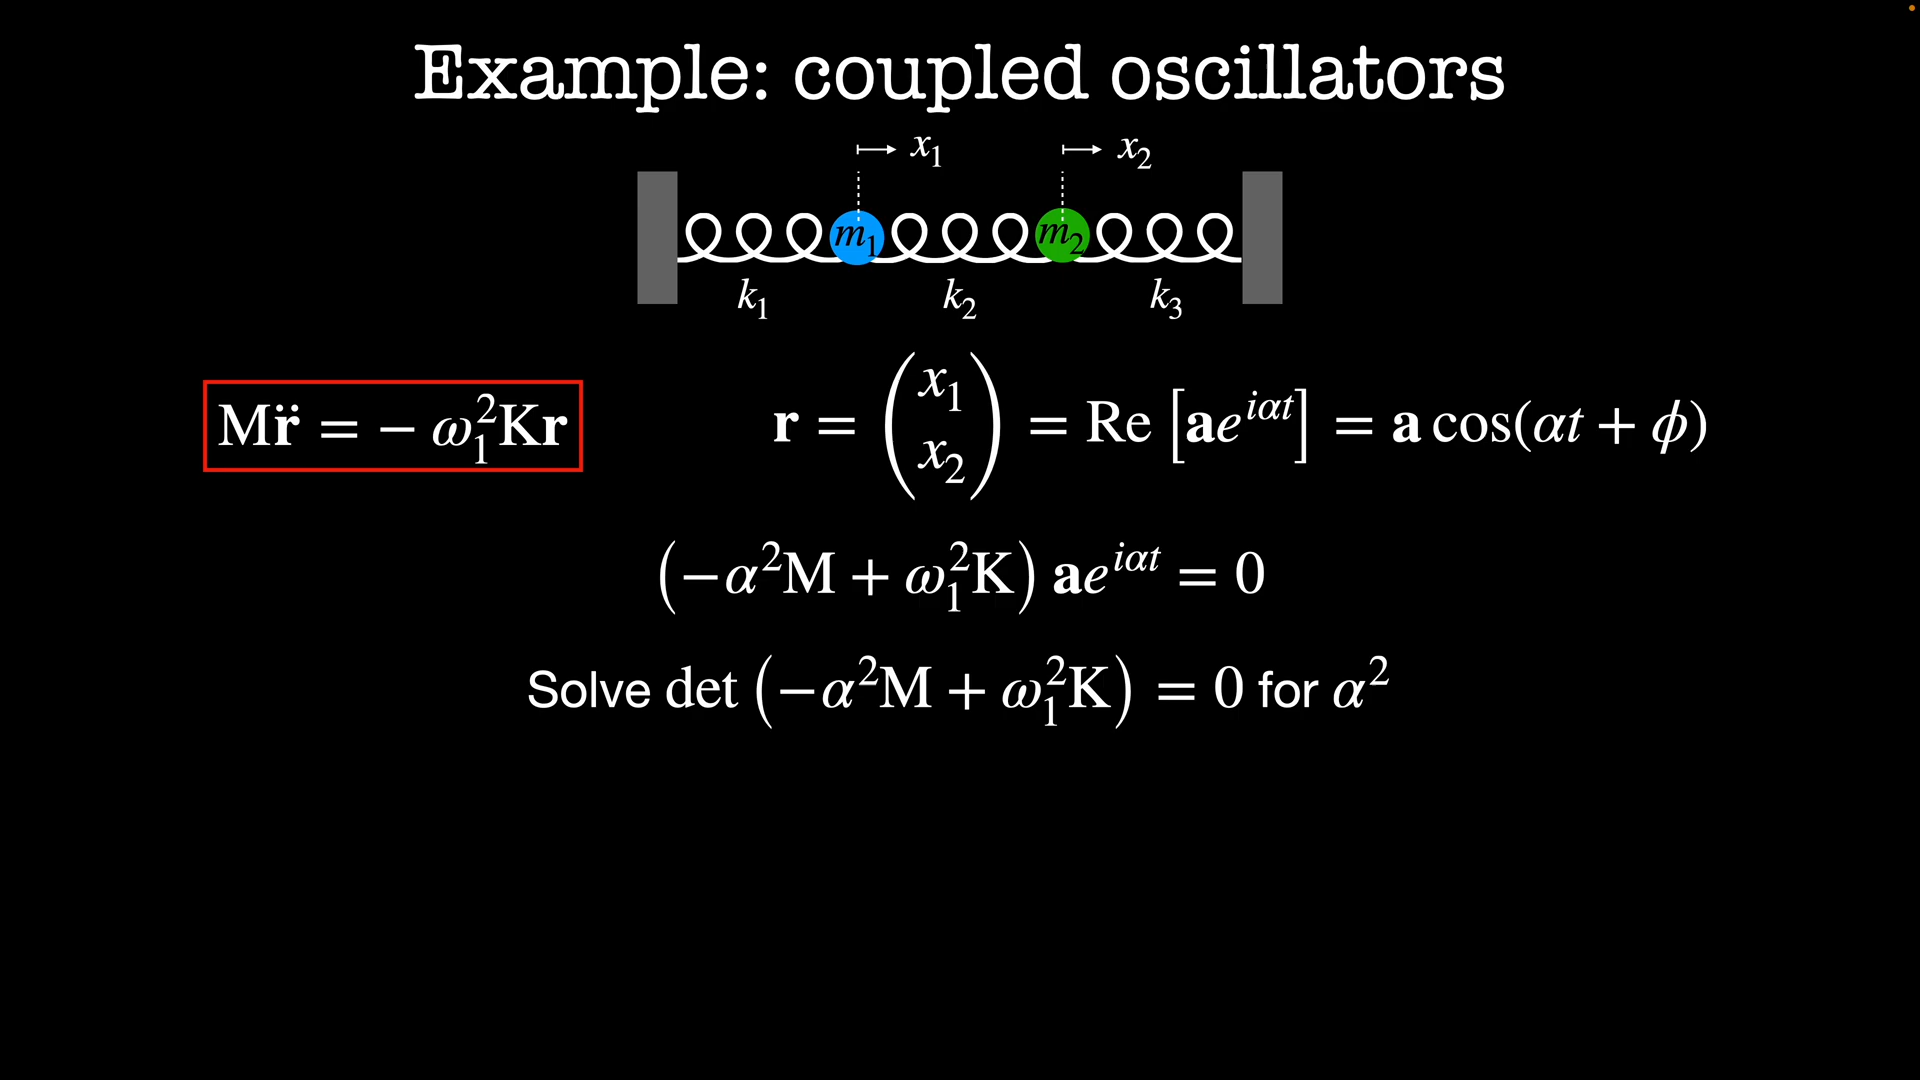 Example: coupled oscillators
x₁ x₂
m₁ m₂
k₁ k₂ k₃
Mr̈ = − ω₁²Kr
r = (x₁ x₂) = Re [ae^{iαt}] = a cos(αt + ϕ)
(−α²M + ω₁²K) ae^{iαt} = 0
Solve det (−α²M + ω₁²K) = 0 for α²